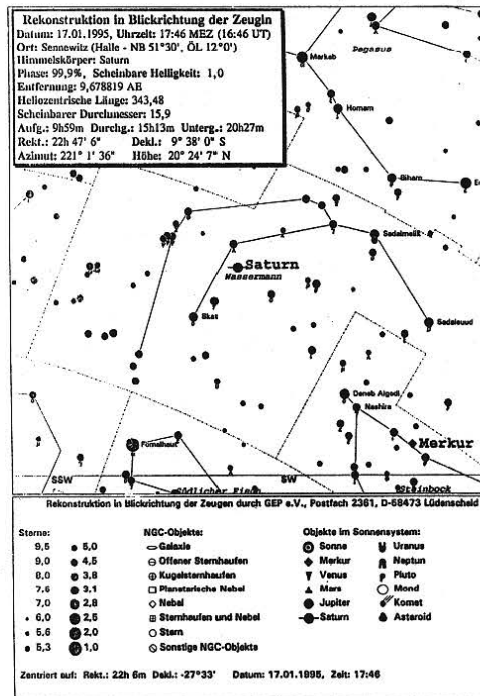 Rekonstruktion in Blickrichtung der Zeugin
Datum: 17.01.1995, Uhrzeit: 17:46 MEZ (16:46 UT)
Ort: Sennewitz (Halle - NB 51°30', ÖL 12°0')
Himmelskörper: Saturn
Phase: 99,9%, Scheinbare Helligkeit: 1,0
Entfernung: 9,678819 AE
Heliozentrische Länge: 343,48
Scheinbarer Durchmesser: 15,9
Aufg.: 9h59m Durchg.: 15h13m Unterg.: 20h27m
Rekt.: 22h 47' 6" Dekl.: 9° 38' 0" S
Azimut: 221° 1' 36" Höhe: 20° 24' 7" N
Pegasus
Markab
Homam
Biham
Sadalmelik
Saturn
Wassermann
Skat
Sadalsuud
Deneb Algedi
Nashira
Fomalhaut
Merkur
SSW
SW
Südlicher
Steinbock
Rekonstruktion in Blickrichtung der Zeugen durch GEP e.V., Postfach 2361, D-58473 Lüdenscheid
Sterne: NGC-Objekte: Objekte im Sonnensystem:
9,5 5,0 Galaxie Sonne Uranus
9,0 4,5 Offener Sternhaufen Merkur Neptun
8,0 3,8 Kugelsternhaufen Venus Pluto
7,6 3,1 Planetarische Nebel Mars Mond
7,0 2,8 Nebel Jupiter Komet
6,0 2,5 Sternhaufen und Nebel Saturn Asteroid
5,6 2,0 Stern
5,3 1,0 Sonstige NGC-Objekte
Zentriert auf: Rekt.: 22h 6m Dekl.: -27°33' Datum: 17.01.1995, Zeit: 17:46